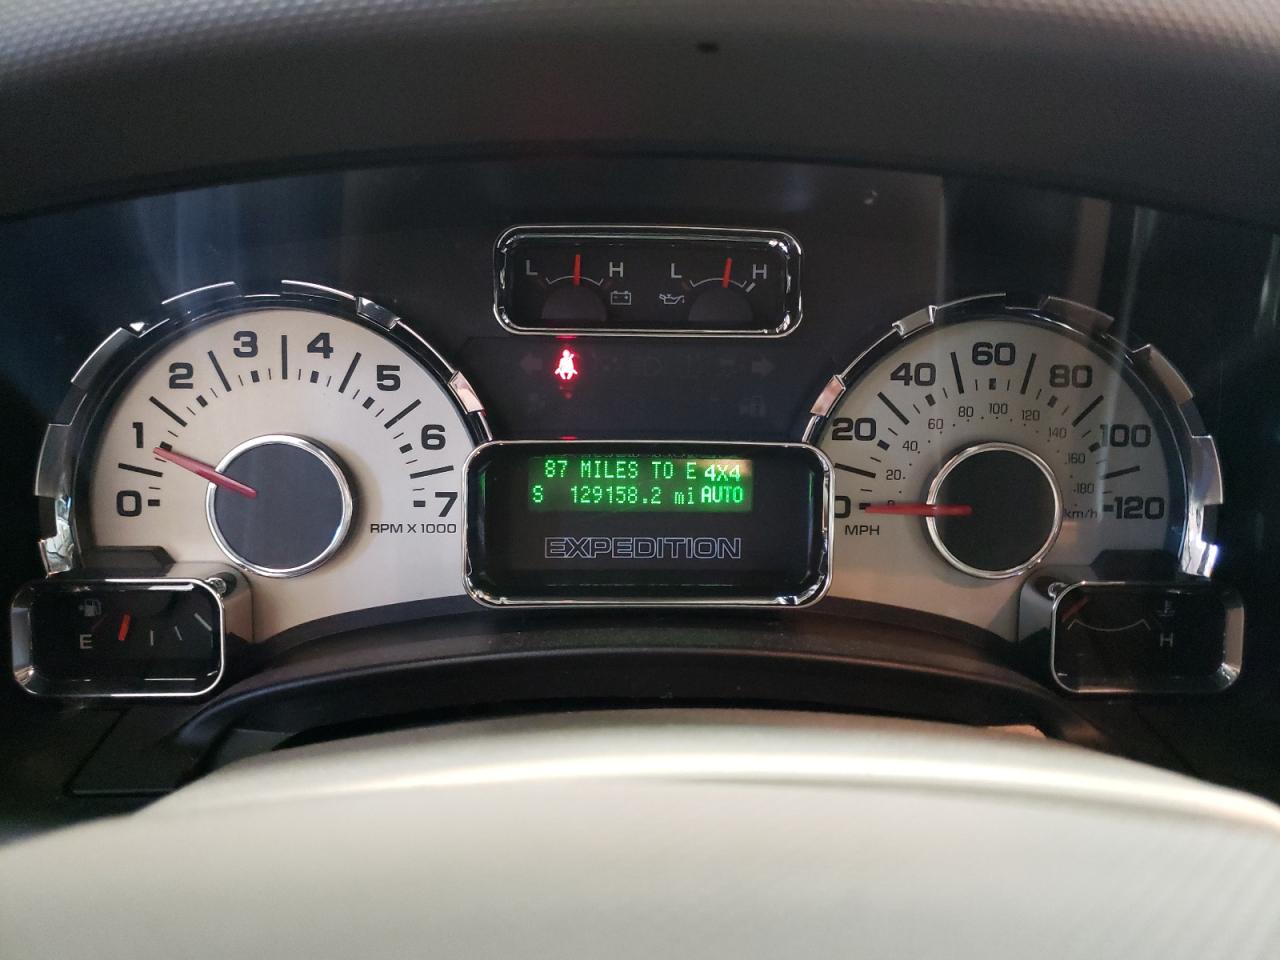 L H L H
0 1 2 3 4 5 6 7
RPM X 1000
87 MILES TO E 4X4
S 129158.2 mi AUTO
EXPEDITION
0 20 40 60 80 100 120
20 40 60 80 100 120 140 160 180
MPH
km/h
E
H